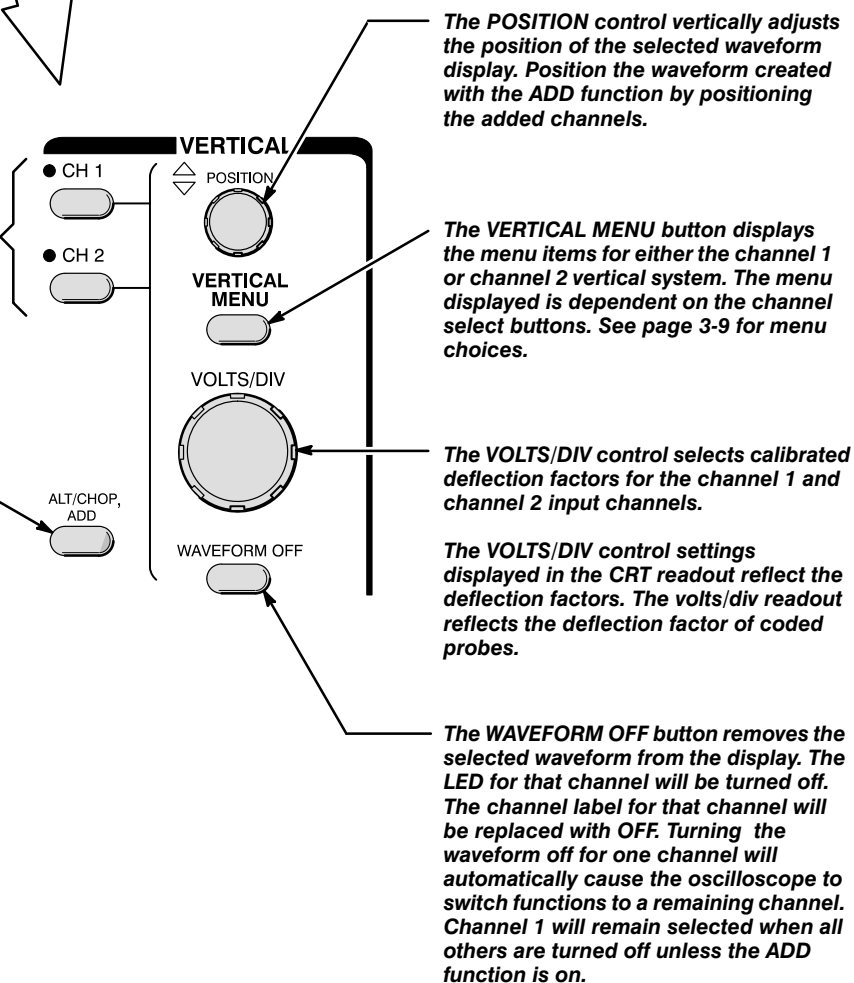 The POSITION control vertically adjusts
the position of the selected waveform
display. Position the waveform created
with the ADD function by positioning
the added channels.
VERTICAL
CH 1
POSITION
CH 2
VERTICAL
MENU
The VERTICAL MENU button displays
the menu items for either the channel 1
or channel 2 vertical system. The menu
displayed is dependent on the channel
select buttons. See page 3-9 for menu
choices.
VOLTS/DIV
The VOLTS/DIV control selects calibrated
deflection factors for the channel 1 and
channel 2 input channels.
ALT/CHOP,
ADD
WAVEFORM OFF
The VOLTS/DIV control settings
displayed in the CRT readout reflect the
deflection factors. The volts/div readout
reflects the deflection factor of coded
probes.
The WAVEFORM OFF button removes the
selected waveform from the display. The
LED for that channel will be turned off.
The channel label for that channel will
be replaced with OFF. Turning the
waveform off for one channel will
automatically cause the oscilloscope to
switch functions to a remaining channel.
Channel 1 will remain selected when all
others are turned off unless the ADD
function is on.